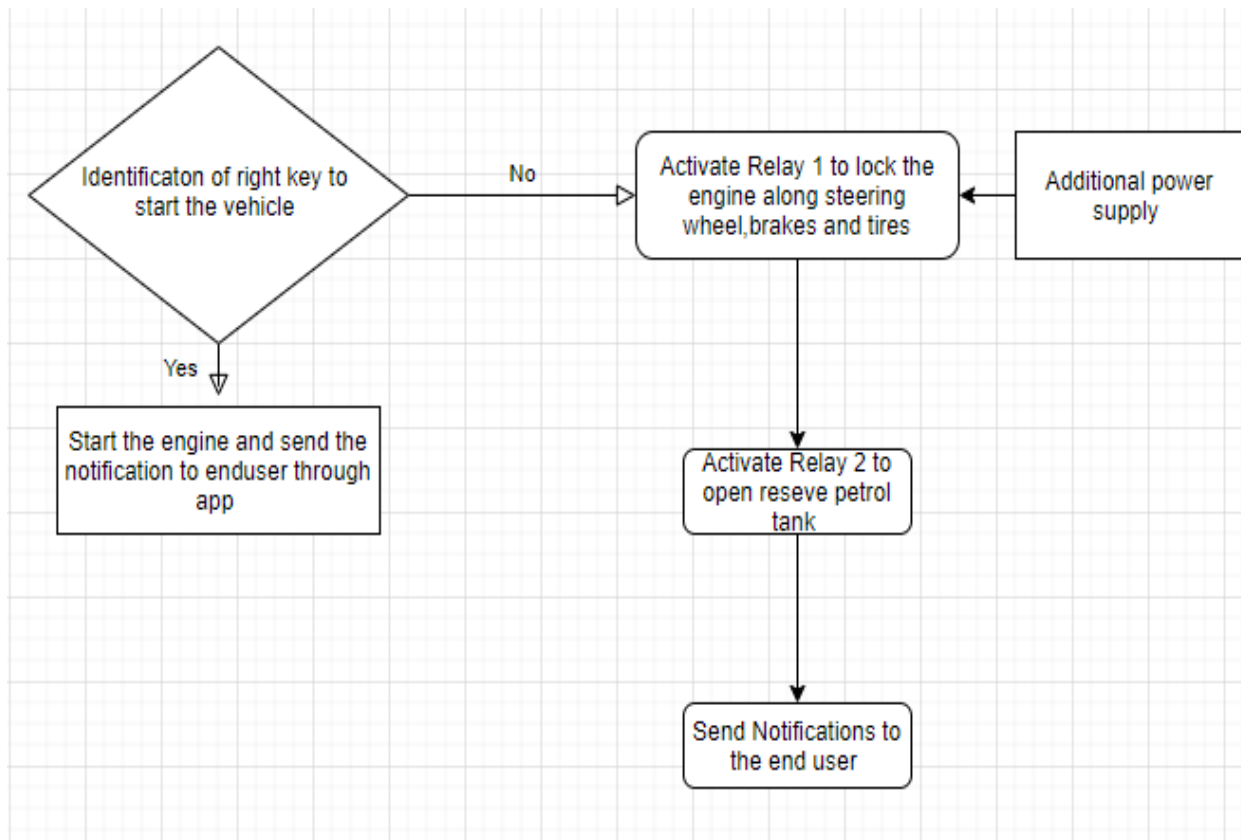 Identificaton of right key to
start the vehicle
No
Activate Relay 1 to lock the
engine along steering
wheel,brakes and tires
Additional power
supply
Yes
Start the engine and send the
notification to enduser through
app
Activate Relay 2 to
open reseve petrol
tank
Send Notifications to
the end user